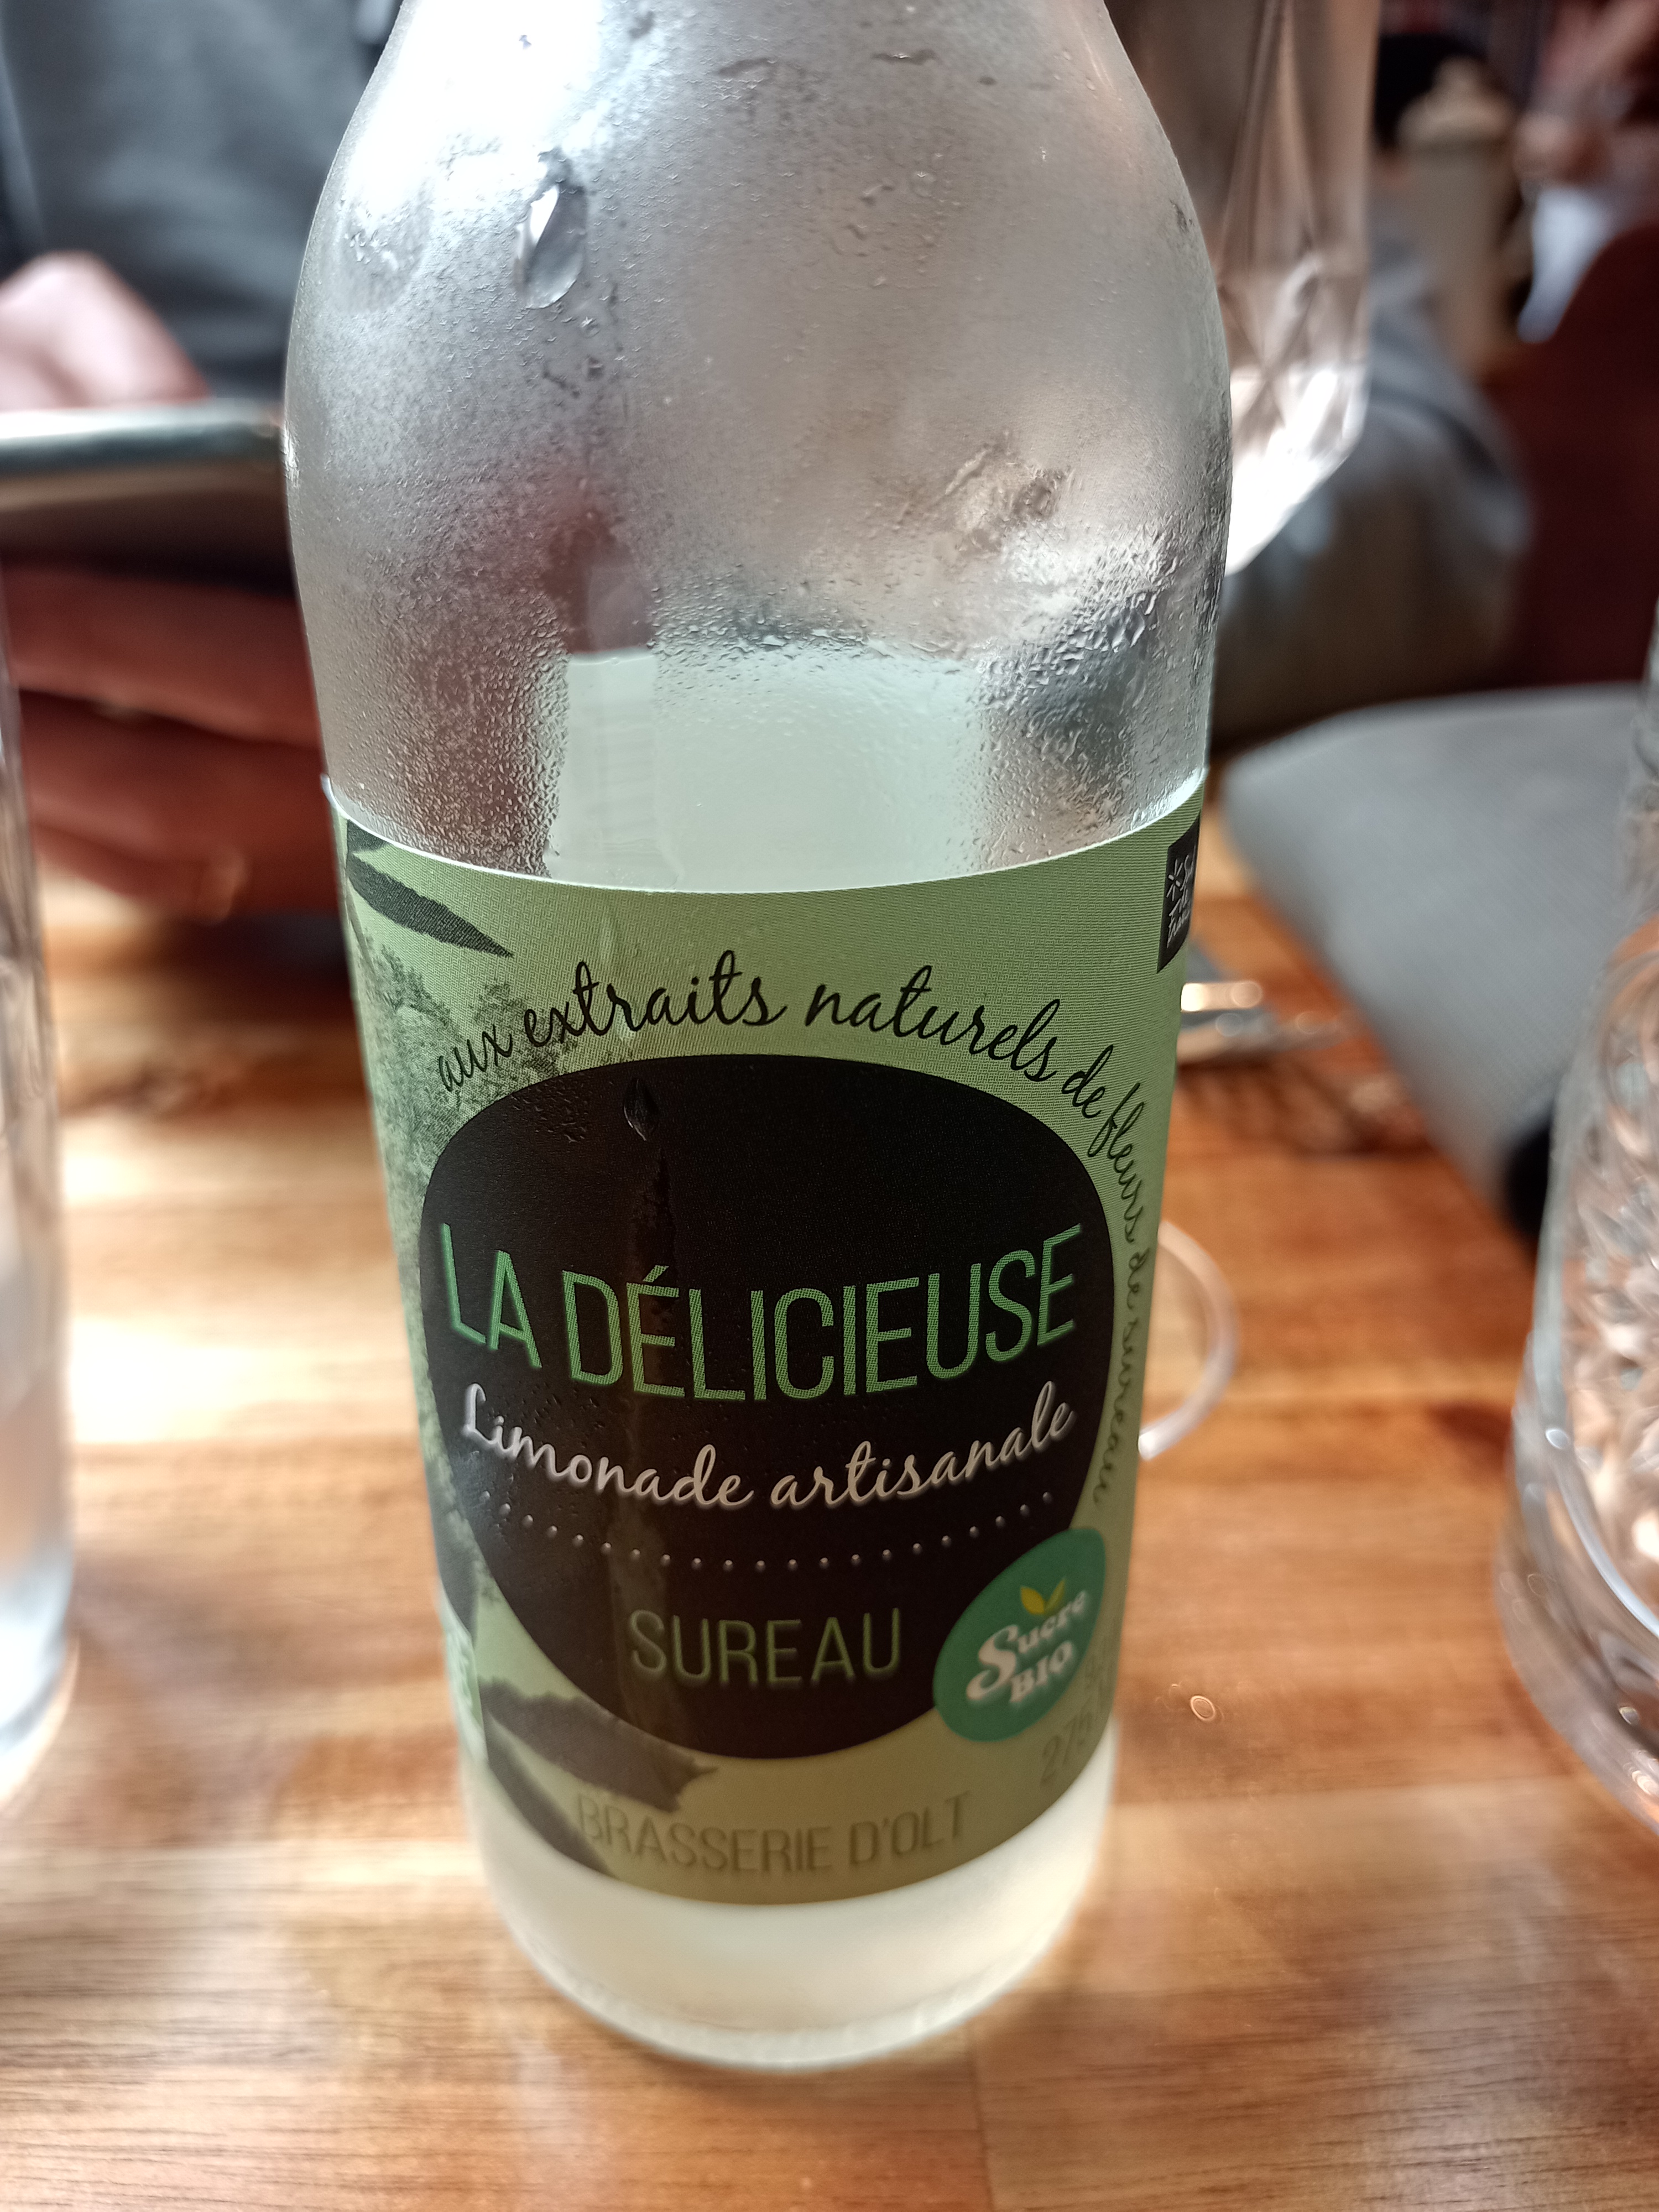 aux extraits naturels de fleurs de sureau
LA DÉLICIEUSE
Limonade artisanale
SUREAU
Sucre
BIO
BRASSERIE D'OLT